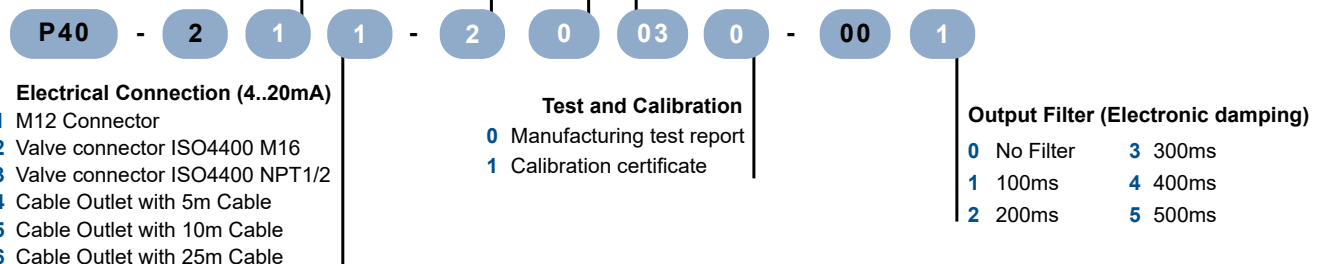 P40 - 2 1 1 - 2 0 03 0 - 00 1
Electrical Connection (4..20mA)
1 M12 Connector
2 Valve connector ISO4400 M16
3 Valve connector ISO4400 NPT1/2
4 Cable Outlet with 5m Cable
5 Cable Outlet with 10m Cable
6 Cable Outlet with 25m Cable
Test and Calibration
0 Manufacturing test report
1 Calibration certificate
Output Filter (Electronic damping)
0 No Filter 3 300ms
1 100ms 4 400ms
2 200ms 5 500ms